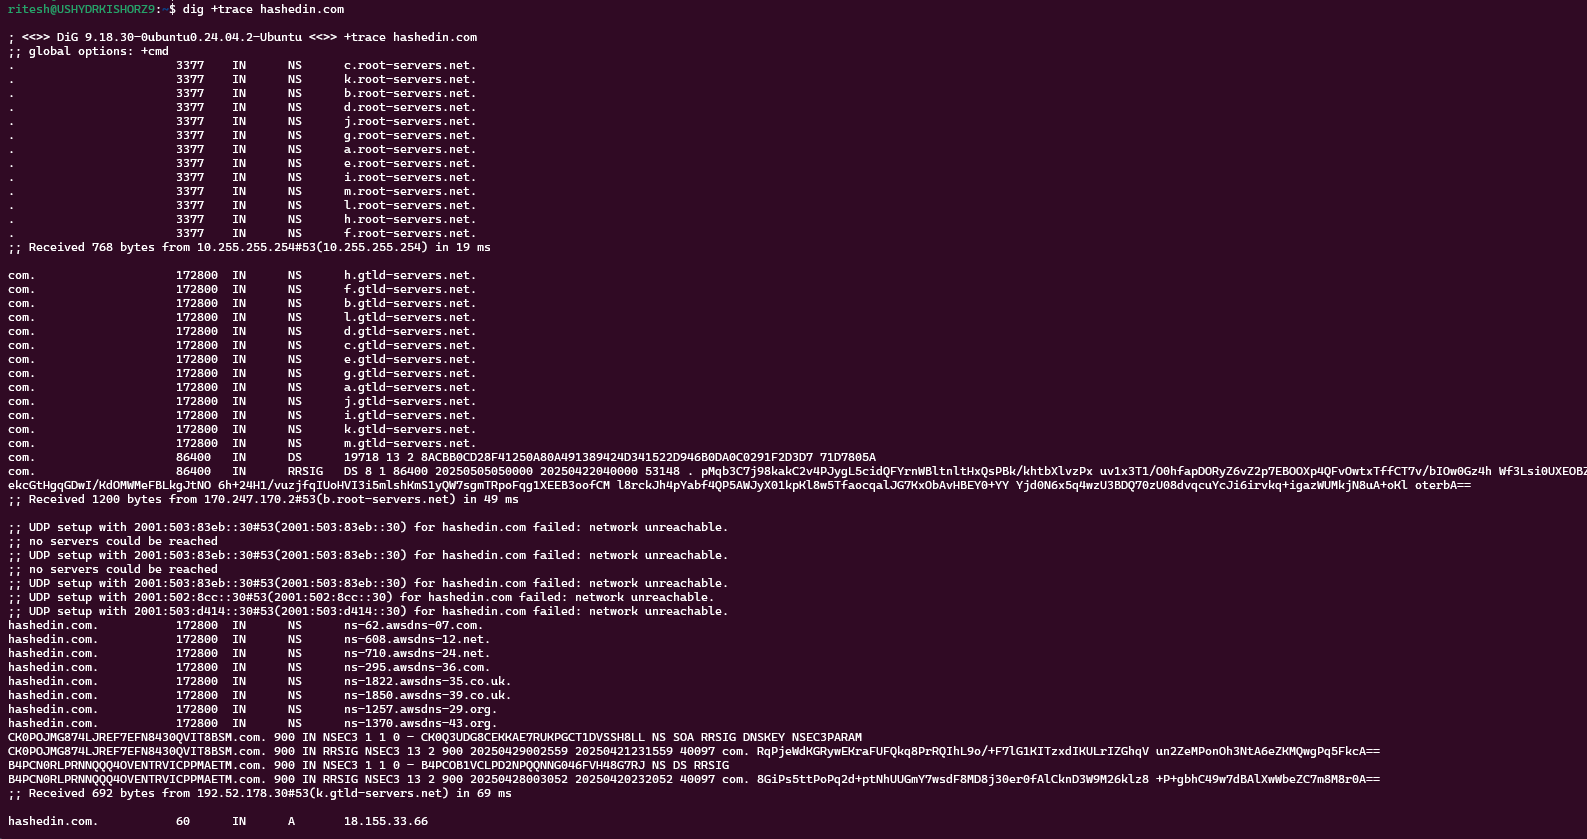 ritesh@USHYDRKISHORZ9:~$ dig +trace hashedin.com
; <<>> DiG 9.18.30-0ubuntu0.24.04.2-Ubuntu <<>> +trace hashedin.com
;; global options: +cmd
. 3377 IN NS c.root-servers.net.
. 3377 IN NS k.root-servers.net.
. 3377 IN NS b.root-servers.net.
. 3377 IN NS d.root-servers.net.
. 3377 IN NS j.root-servers.net.
. 3377 IN NS g.root-servers.net.
. 3377 IN NS a.root-servers.net.
. 3377 IN NS e.root-servers.net.
. 3377 IN NS i.root-servers.net.
. 3377 IN NS m.root-servers.net.
. 3377 IN NS l.root-servers.net.
. 3377 IN NS h.root-servers.net.
. 3377 IN NS f.root-servers.net.
;; Received 768 bytes from 10.255.255.254#53(10.255.255.254) in 19 ms
com. 172800 IN NS h.gtld-servers.net.
com. 172800 IN NS f.gtld-servers.net.
com. 172800 IN NS b.gtld-servers.net.
com. 172800 IN NS l.gtld-servers.net.
com. 172800 IN NS d.gtld-servers.net.
com. 172800 IN NS c.gtld-servers.net.
com. 172800 IN NS e.gtld-servers.net.
com. 172800 IN NS g.gtld-servers.net.
com. 172800 IN NS a.gtld-servers.net.
com. 172800 IN NS j.gtld-servers.net.
com. 172800 IN NS i.gtld-servers.net.
com. 172800 IN NS k.gtld-servers.net.
com. 172800 IN NS m.gtld-servers.net.
com. 86400 IN DS 19718 13 2 8ACBB0CD28F41250A80A491389424D341522D946B0DA0C0291F2D3D7 71D7805A
com. 86400 IN RRSIG DS 8 1 86400 20250505050000 20250422040000 53148 . pMqb3C7j98kakC2v4PJygL5cidQFYrnWBltnltHxQsPBk/khtbXlvzPx uv1x3T1/O0hfapDORyZ6vZ2p7EBOOXp4QFvOwtxTffCT7v/bIOw0Gz4h Wf3Lsi0UXEOBZ
ekcGtHgqGDwI/KdOMWMeFBLkgJtNO 6h+24H1/vuzjfqIUoHVI3i5mlshKmS1yQW7sgmTRpoFqg1XEEB3oofCM l8rckJh4pYabf4QP5AWJyX01kpKl8w5TfaocqalJG7KxObAvHBEY0+YY Yjd0N6x5q4wzU3BDQ70zU08dvqcuYcJi6irvkq+igazWUMkjN8uA+oKl oterbA==
;; Received 1200 bytes from 170.247.170.2#53(b.root-servers.net) in 49 ms
;; UDP setup with 2001:503:83eb::30#53(2001:503:83eb::30) for hashedin.com failed: network unreachable.
;; no servers could be reached
;; UDP setup with 2001:503:83eb::30#53(2001:503:83eb::30) for hashedin.com failed: network unreachable.
;; no servers could be reached
;; UDP setup with 2001:503:83eb::30#53(2001:503:83eb::30) for hashedin.com failed: network unreachable.
;; UDP setup with 2001:502:8cc::30#53(2001:502:8cc::30) for hashedin.com failed: network unreachable.
;; UDP setup with 2001:503:d414::30#53(2001:503:d414::30) for hashedin.com failed: network unreachable.
hashedin.com. 172800 IN NS ns-62.awsdns-07.com.
hashedin.com. 172800 IN NS ns-608.awsdns-12.net.
hashedin.com. 172800 IN NS ns-710.awsdns-24.net.
hashedin.com. 172800 IN NS ns-295.awsdns-36.com.
hashedin.com. 172800 IN NS ns-1822.awsdns-35.co.uk.
hashedin.com. 172800 IN NS ns-1850.awsdns-39.co.uk.
hashedin.com. 172800 IN NS ns-1257.awsdns-29.org.
hashedin.com. 172800 IN NS ns-1370.awsdns-43.org.
CK0POJMG874LJREF7EFN8430QVIT8BSM.com. 900 IN NSEC3 1 1 0 - CK0Q3UDG8CEKKAE7RUKPGCT1DVSSH8LL NS SOA RRSIG DNSKEY NSEC3PARAM
CK0POJMG874LJREF7EFN8430QVIT8BSM.com. 900 IN RRSIG NSEC3 13 2 900 20250429002559 20250421231559 40097 com. RqPjeWdKGRywEKraFUFQkq8PrRQIhL9o/+F7lG1KITzxdIKULrIZGhqV un2ZeMPonOh3NtA6eZKMQwgPq5FkcA==
B4PCN0RLPRNNQQQ4OVENTRVICPPMAETM.com. 900 IN NSEC3 1 1 0 - B4PCOB1VCLPD2NPQQNNG046FVH48G7RJ NS DS RRSIG
B4PCN0RLPRNNQQQ4OVENTRVICPPMAETM.com. 900 IN RRSIG NSEC3 13 2 900 20250428003052 20250420232052 40097 com. 8GiPs5ttPoPq2d+ptNhUUGmY7wsdF8MD8j30er0fAlCknD3W9M26klz8 +P+gbhC49w7dBAlXwWbeZC7m8M8r0A==
;; Received 692 bytes from 192.52.178.30#53(k.gtld-servers.net) in 69 ms
hashedin.com. 60 IN A 18.155.33.66